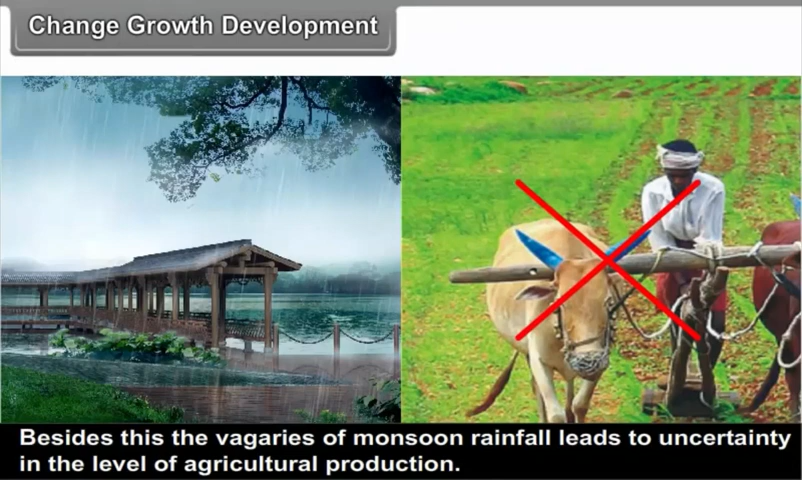 Change Growth Development
Besides this the vagaries of monsoon rainfall leads to uncertainty
in the level of agricultural production.